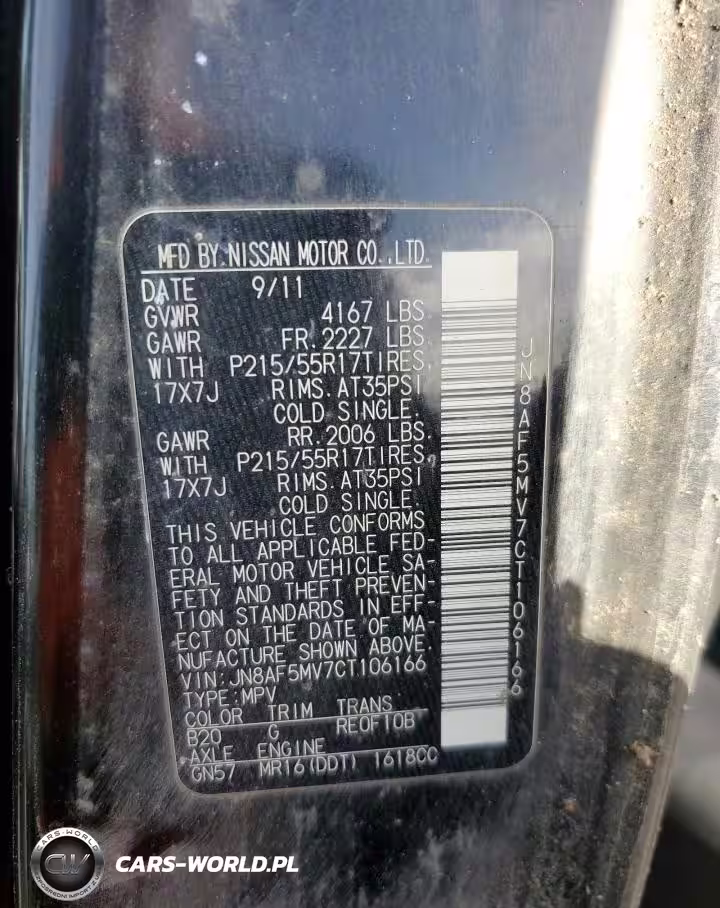 MFD BY.NISSAN MOTOR CO.,LTD.
DATE 9/11
GVWR 4167 LBS
GAWR FR.2227 LBS
WITH P215/55R17TIRES,
17X7J RIMS.AT35PSI
COLD SINGLE.
GAWR RR.2006 LBS.
WITH P215/55R17TIRES,
17X7J RIMS.AT35PSI
COLD SINGLE.
THIS VEHICLE CONFORMS
TO ALL APPLICABLE FED-
ERAL MOTOR VEHICLE SA-
FETY AND THEFT PREVEN-
TION STANDARDS IN EFF-
ECT ON THE DATE OF MA-
NUFACTURE SHOWN ABOVE.
VIN:JN8AF5MV7CT106166
TYPE:MPV
COLOR TRIM TRANS
B20 G RE0F10B
AXLE ENGINE
GN57 MR16(DDT) 1618CC
JN8AF5MV7CT106166
CARS-WORLD
CW
CARS-WORLD.PL